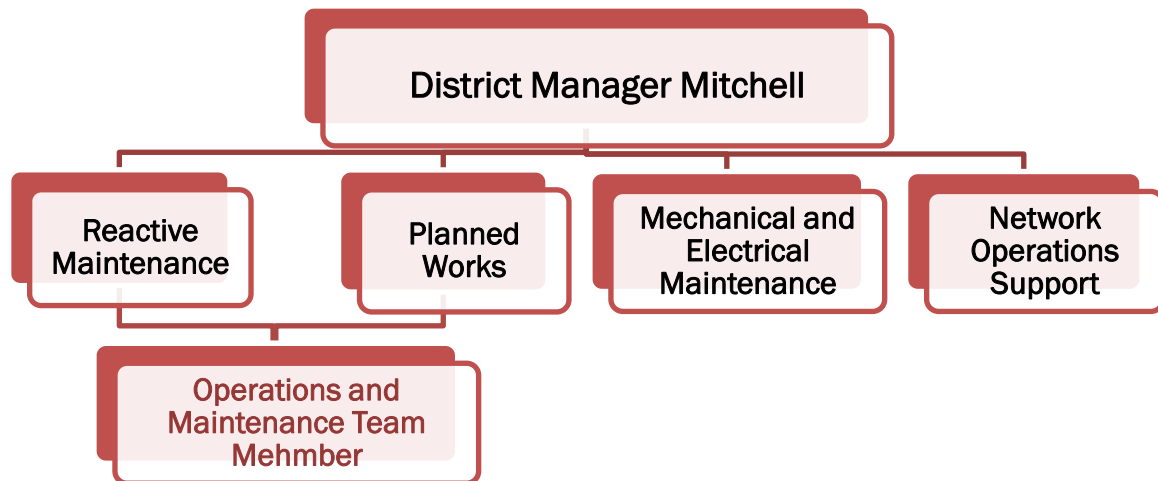 District Manager Mitchell
Reactive
Maintenance
Planned
Works
Mechanical and
Electrical
Maintenance
Network
Operations
Support
Operations and
Maintenance Team
Mehmber